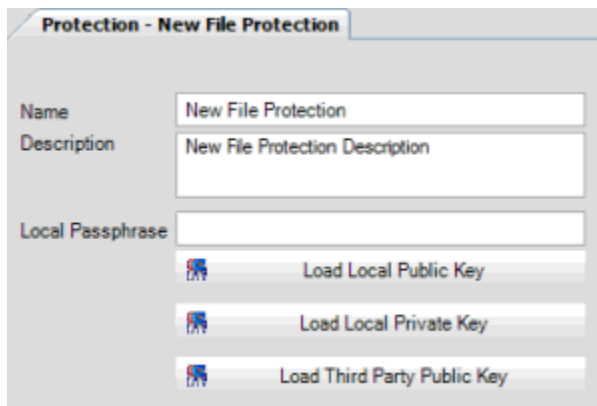 Protection - New File Protection
Name
New File Protection
Description
New File Protection Description
Local Passphrase
Load Local Public Key
Load Local Private Key
Load Third Party Public Key